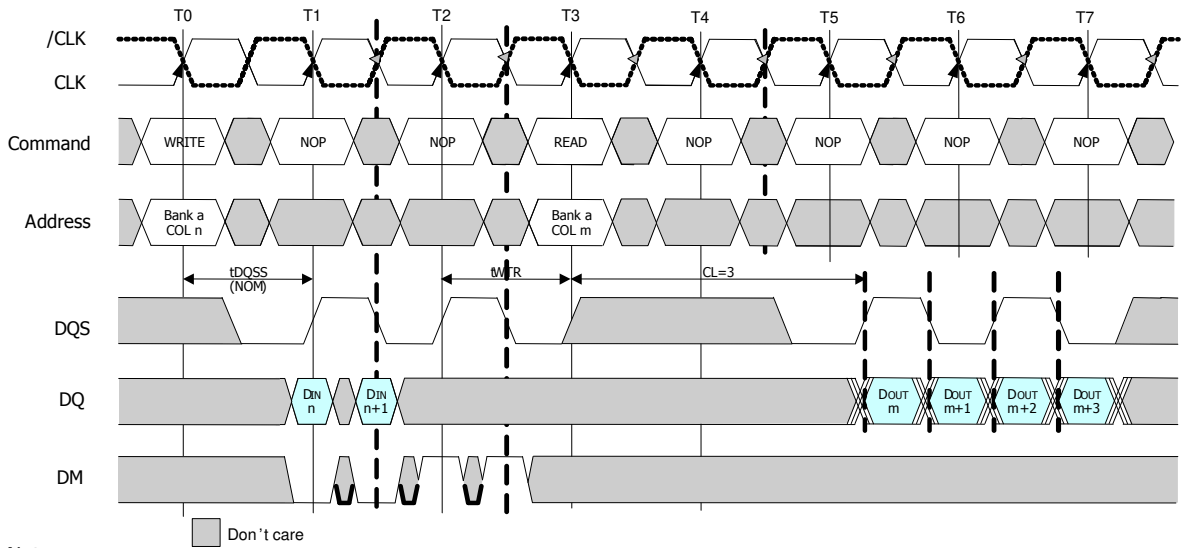 T0 T1 T2 T3 T4 T5 T6 T7
/CLK
CLK
Command WRITE NOP NOP READ NOP NOP NOP NOP
Address Bank a COL n Bank a COL m
tDQSS (NOM) tWTR CL=3
DQS
DQ DIN n DIN n+1 DOUT m DOUT m+1 DOUT m+2 DOUT m+3
DM
Don't care